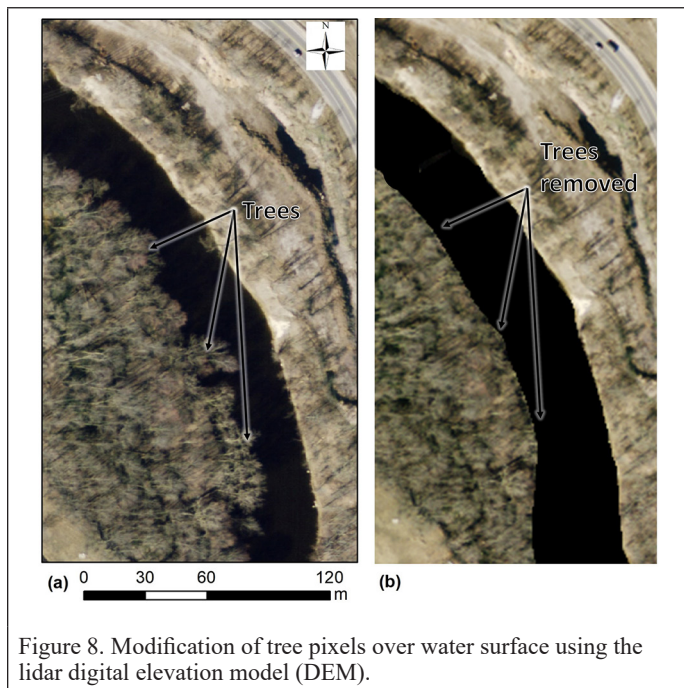 Trees
Trees
removed
(a) 0 30 60 120
m
(b)
Figure 8. Modification of tree pixels over water surface using the
lidar digital elevation model (DEM).